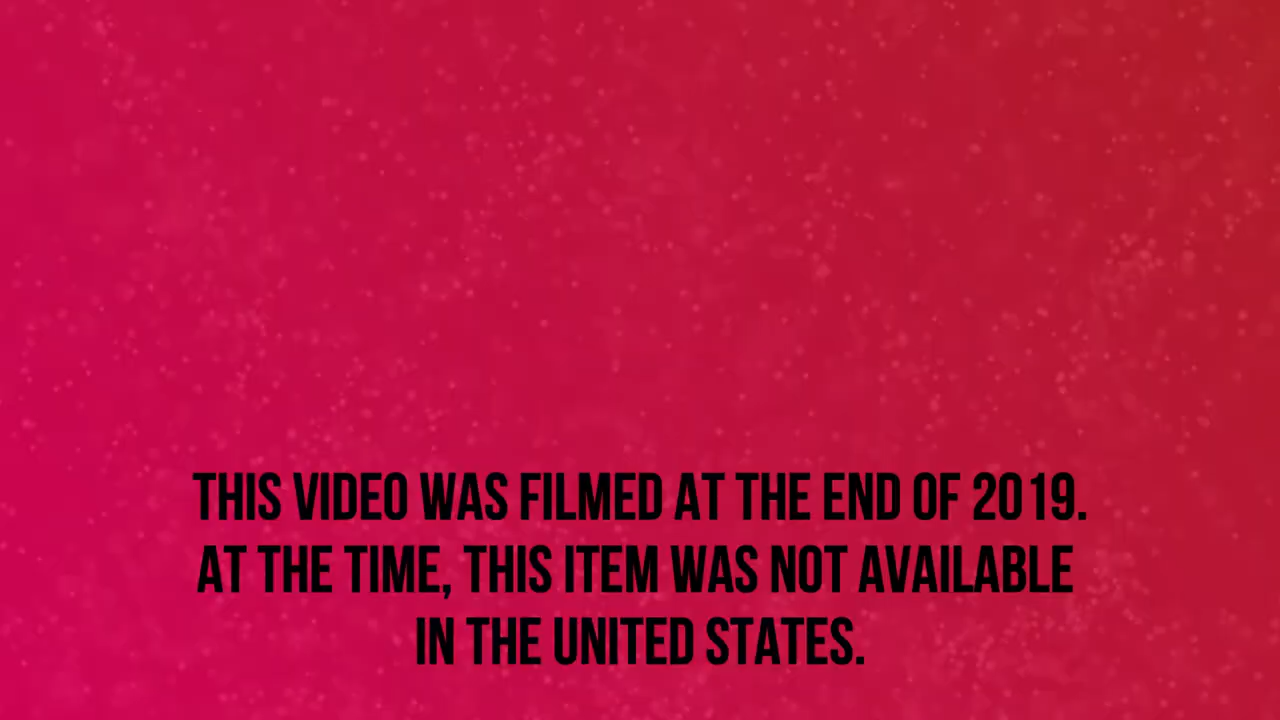 THIS VIDEO WAS FILMED AT THE END OF 2019.
AT THE TIME, THIS ITEM WAS NOT AVAILABLE
IN THE UNITED STATES.